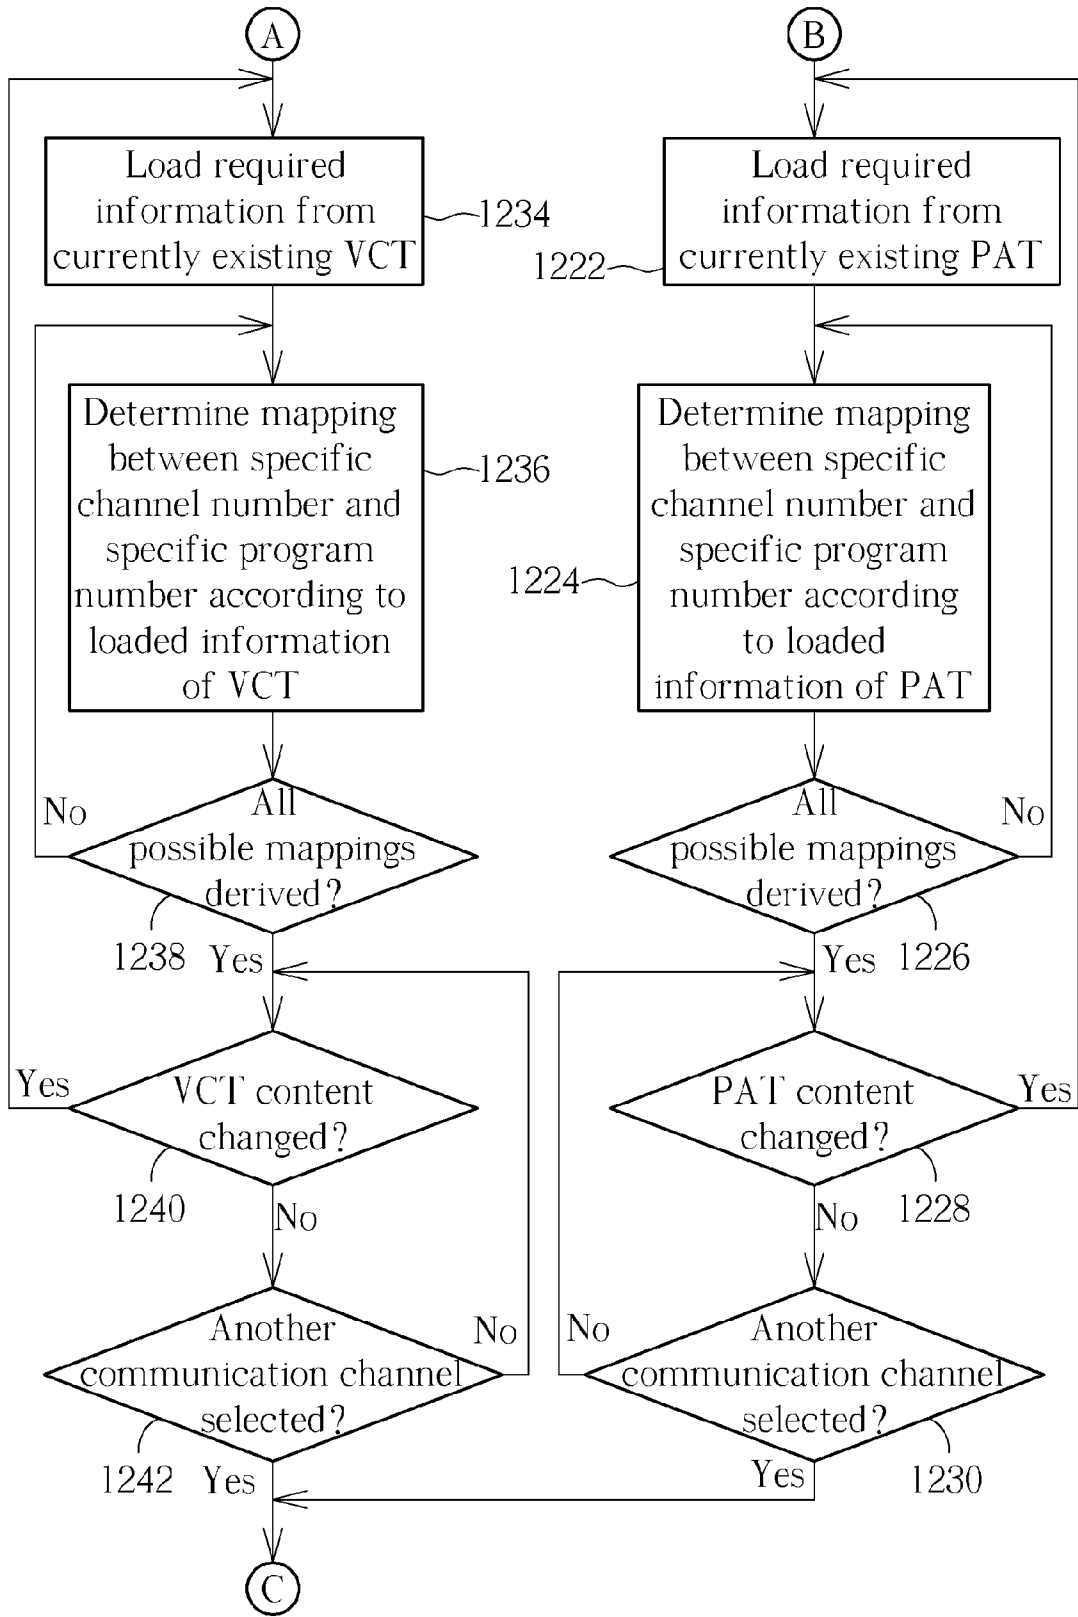 A
Load required
information from
currently existing VCT
1234
Determine mapping
between specific
channel number and
specific program
number according to
loaded information
of VCT
1236
All
possible mappings
derived?
No
1238
Yes
VCT content
changed?
Yes
1240
No
Another
communication channel
selected?
No
1242
Yes
C
B
Load required
information from
currently existing PAT
1222
Determine mapping
between specific
channel number and
specific program
number according
to loaded
information of PAT
1224
All
possible mappings
derived?
No
Yes
1226
PAT content
changed?
Yes
1228
No
Another
communication channel
selected?
No
Yes
1230